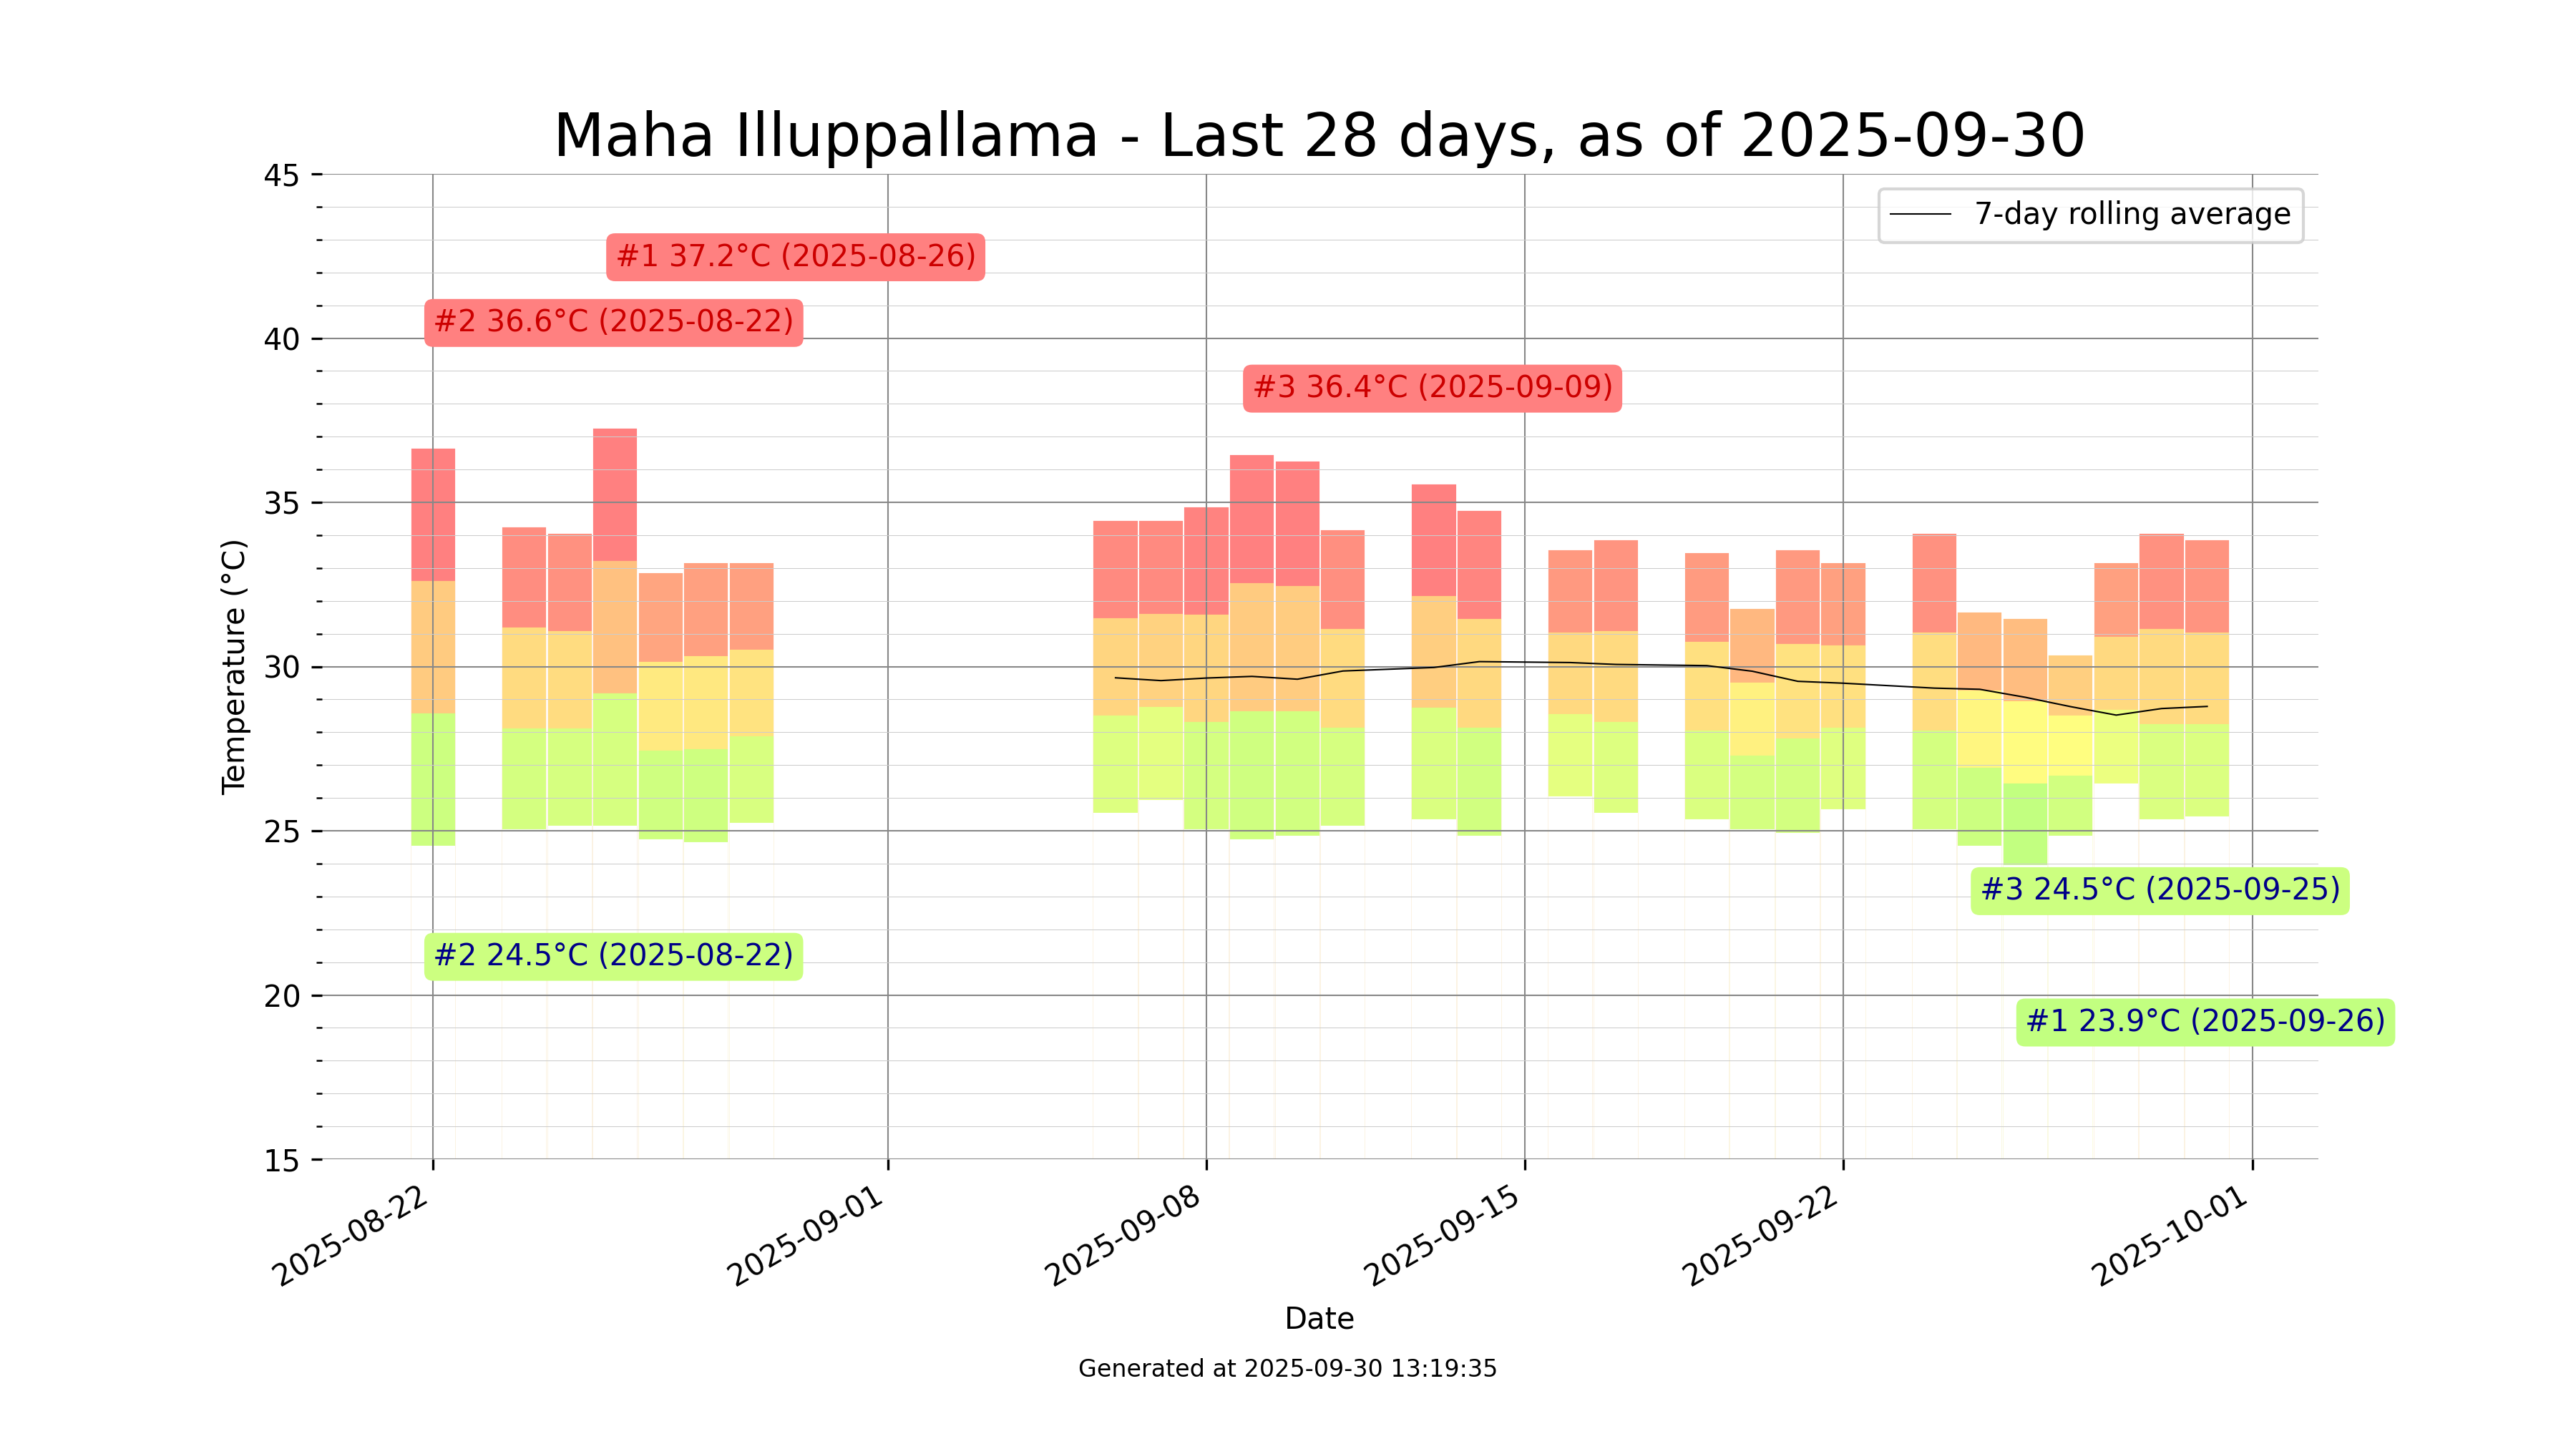 Maha Illuppallama - Last 28 days, as of 2025-09-30
45
40
35
30
25
20
15
Temperature (°C)
7-day rolling average
#1 37.2°C (2025-08-26)
#2 36.6°C (2025-08-22)
#3 36.4°C (2025-09-09)
#3 24.5°C (2025-09-25)
#2 24.5°C (2025-08-22)
#1 23.9°C (2025-09-26)
2025-08-22
2025-09-01
2025-09-08
2025-09-15
2025-09-22
2025-10-01
Date
Generated at 2025-09-30 13:19:35